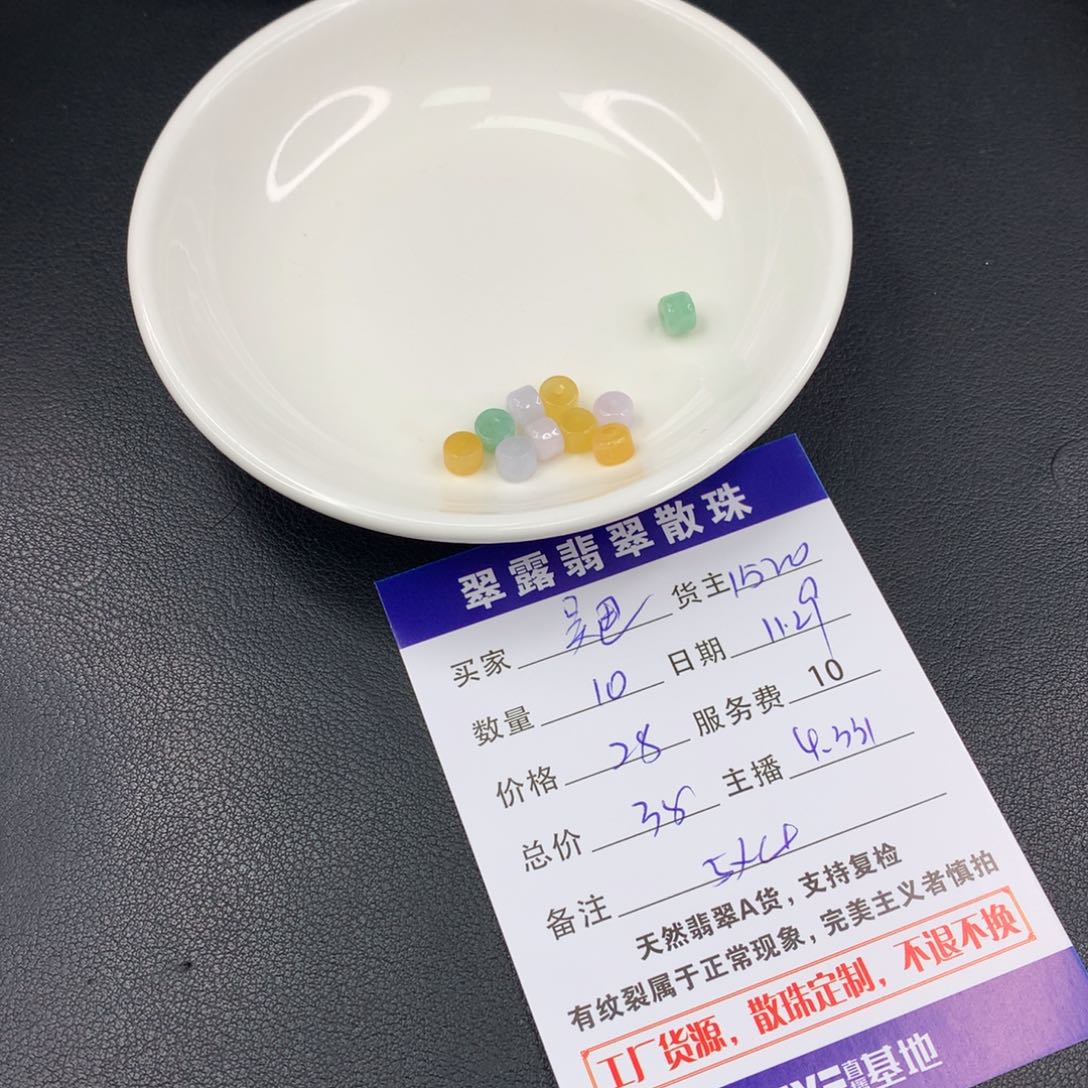 翠露翡翠散珠
买家 货主 1520
数量 10 日期 11.29
价格 28 服务费 10
总价 38 主播
备注
天然翡翠A货，支持复检
有纹裂属于正常现象，完美主义者慎拍
工厂货源，散珠定制，不退不换
直播基地